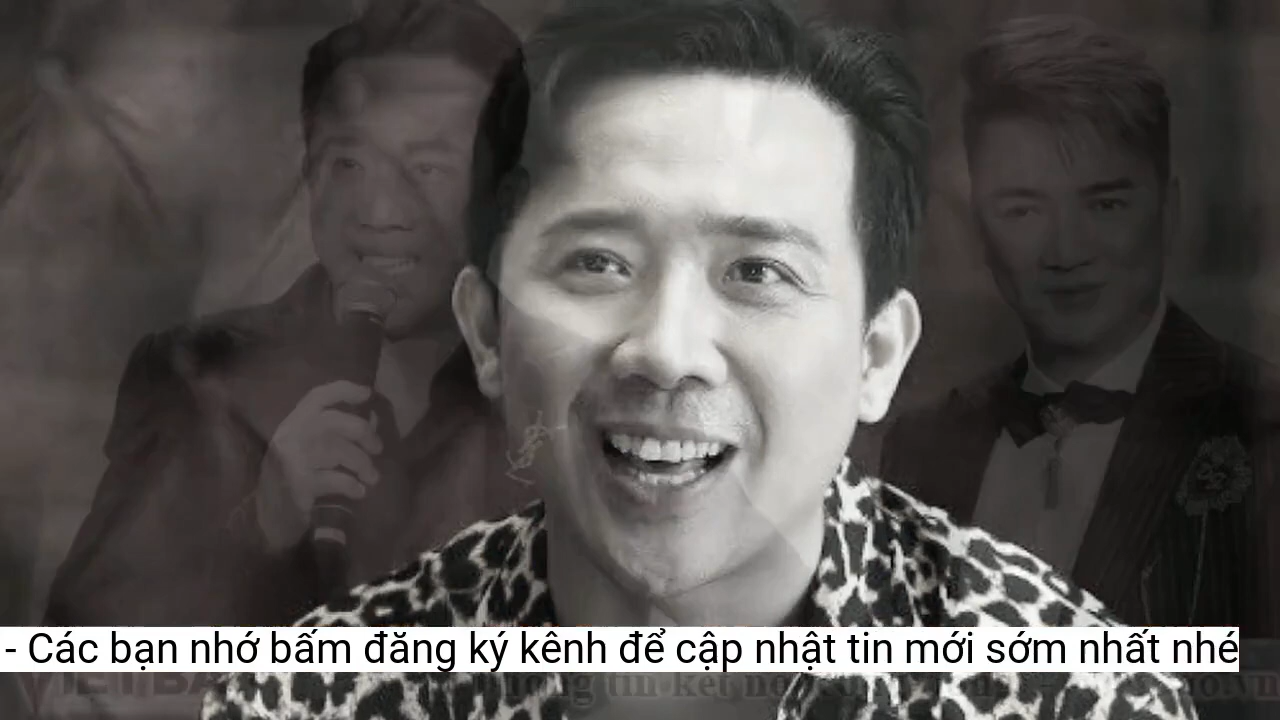 - Các bạn nhớ bấm đăng ký kênh để cập nhật tin mới sớm nhất nhé